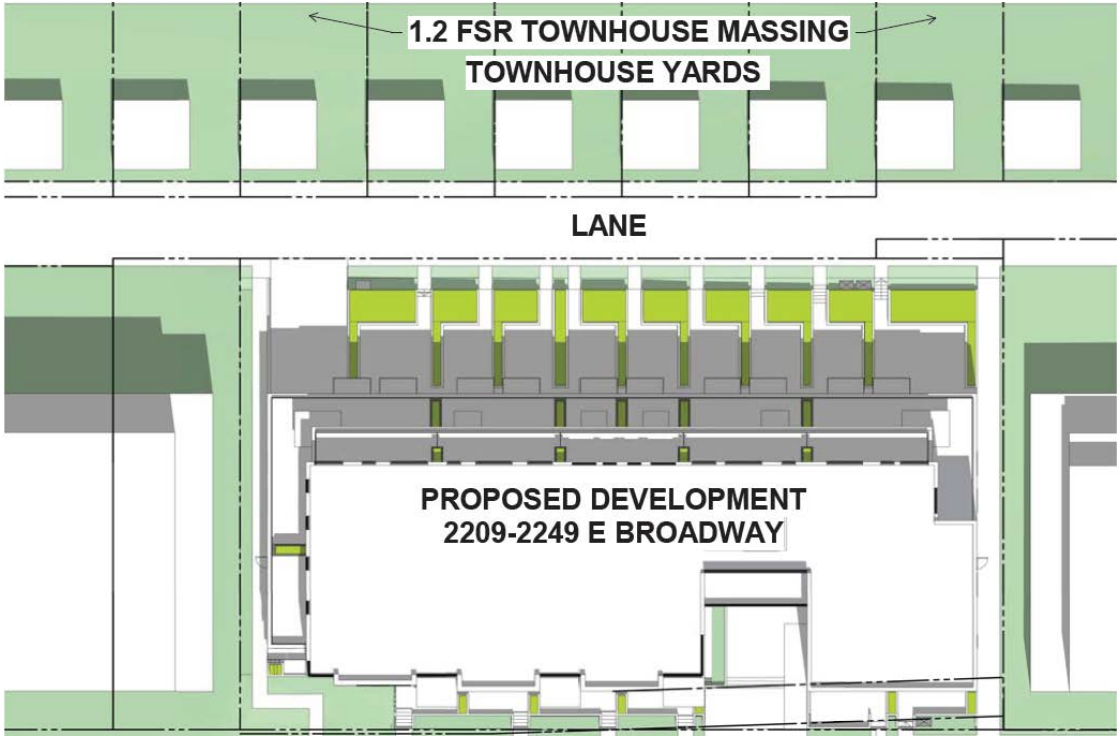 1.2 FSR TOWNHOUSE MASSING
TOWNHOUSE YARDS
LANE
PROPOSED DEVELOPMENT
2209-2249 E BROADWAY